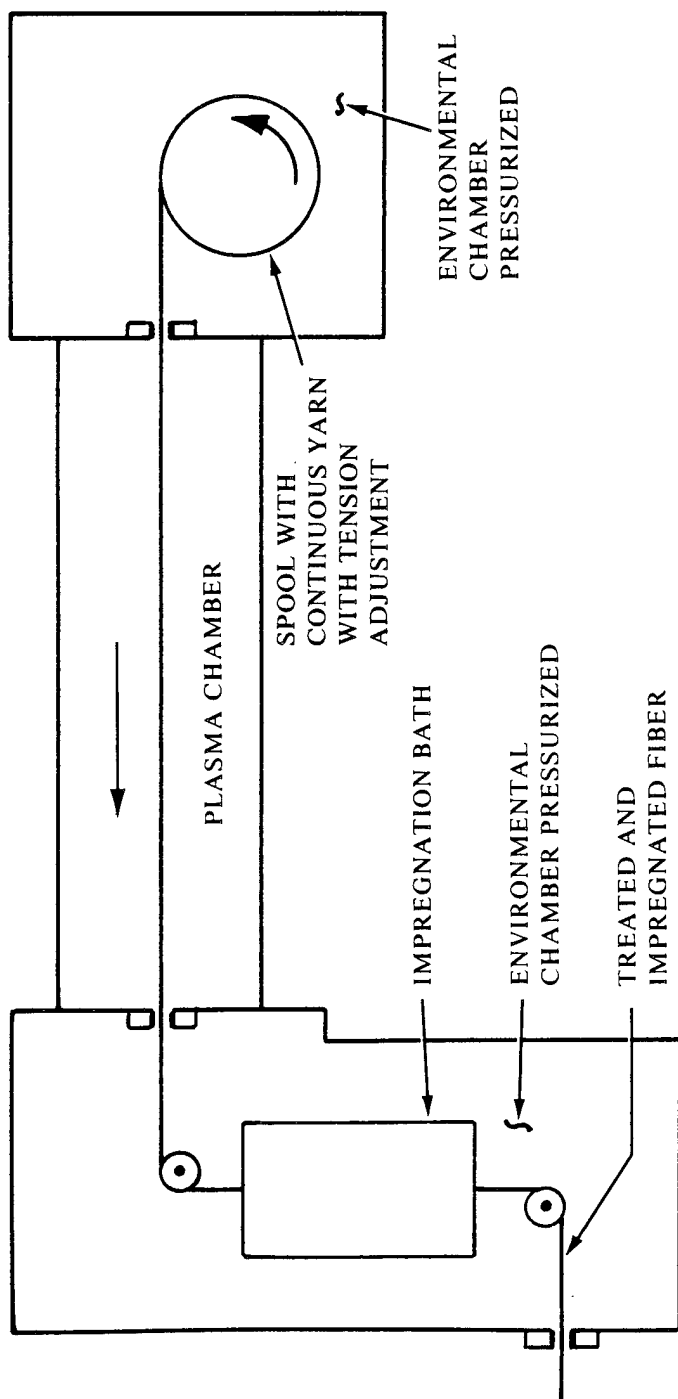 PLASMA CHAMBER
SPOOL WITH
CONTINUOUS YARN
WITH TENSION
ADJUSTMENT
ENVIRONMENTAL
CHAMBER
PRESSURIZED
IMPREGNATION BATH
ENVIRONMENTAL
CHAMBER PRESSURIZED
TREATED AND
IMPREGNATED FIBER